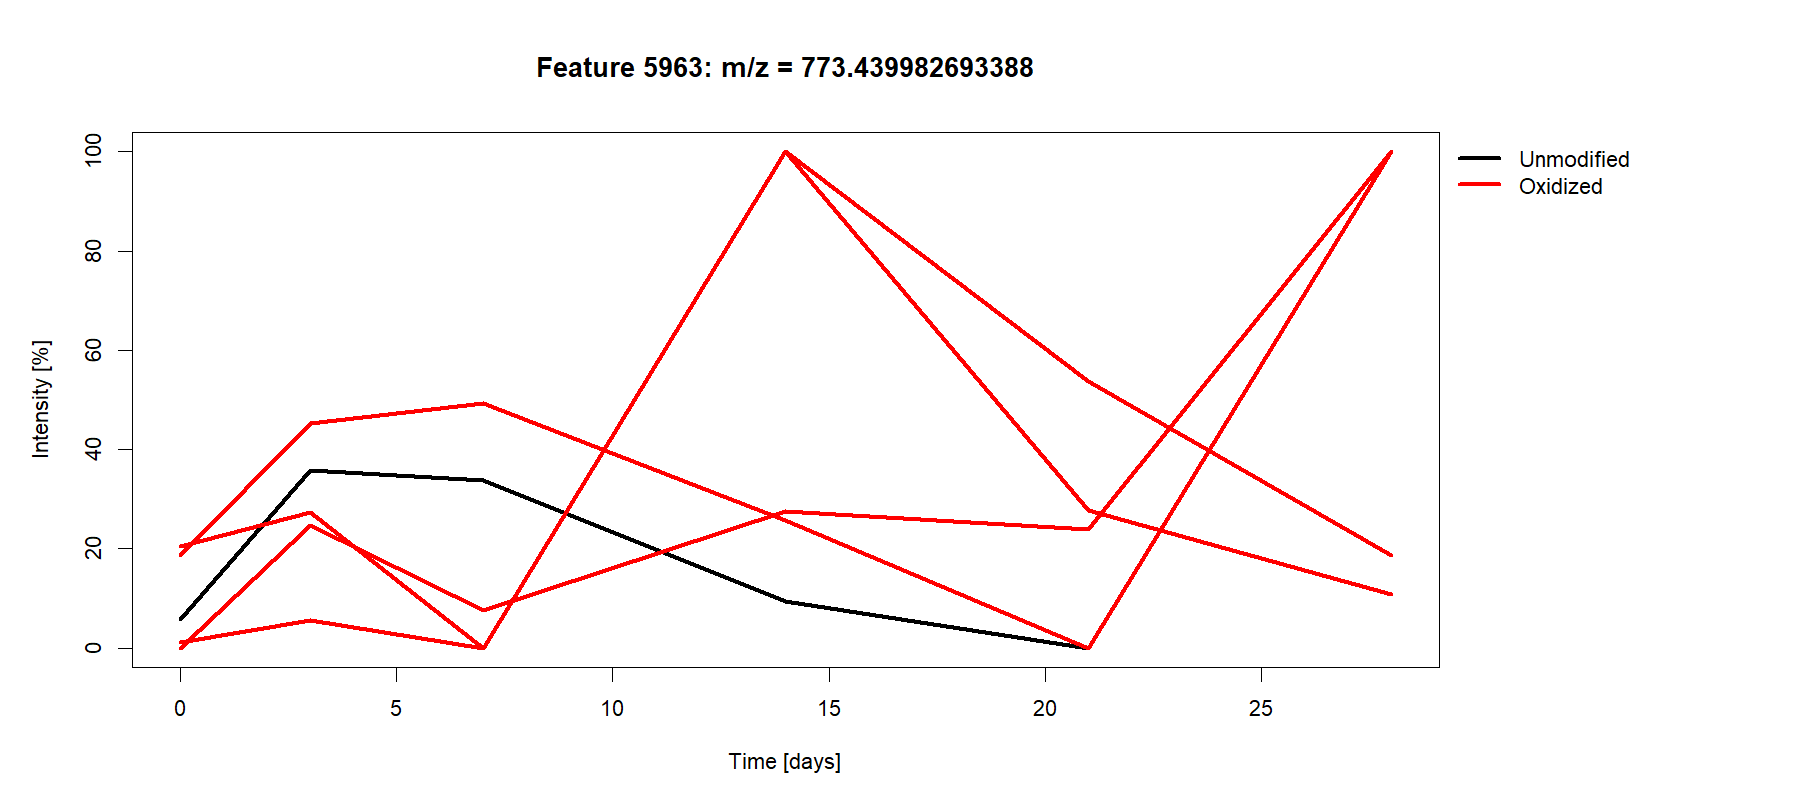 Feature 5963: m/z = 773.439982693388
Unmodified
Oxidized
Intensity [%]
100
80
60
40
20
0
0 5 10 15 20 25
Time [days]